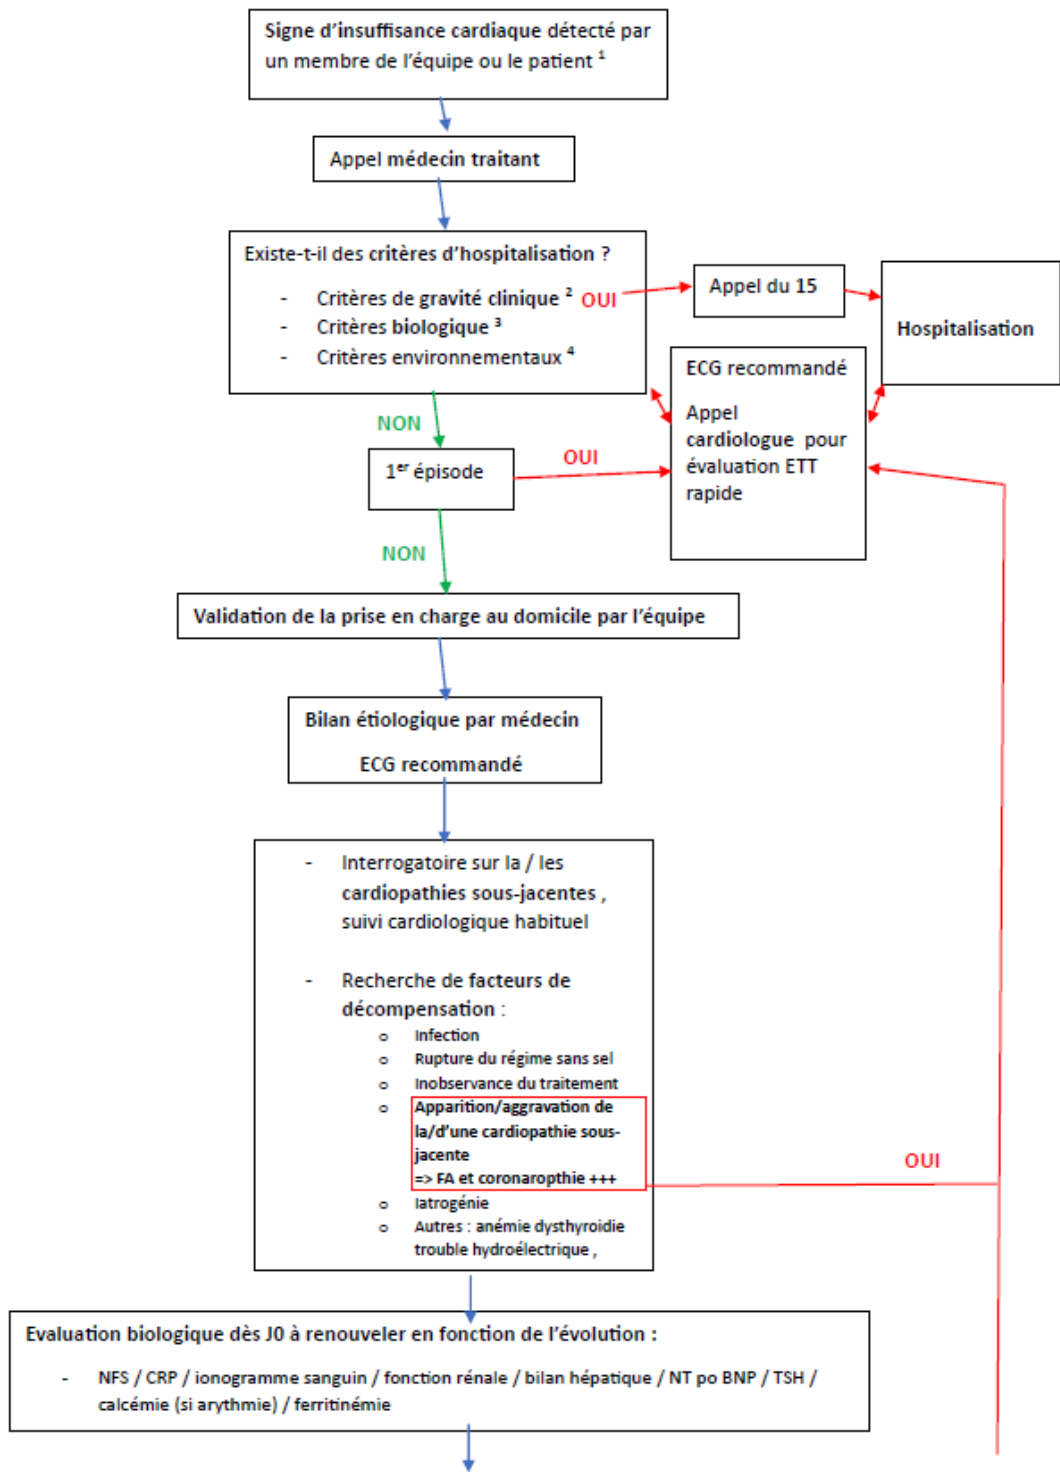 Signe d’insuffisance cardiaque détecté par
un membre de l’équipe ou le patient ¹
Appel médecin traitant
Existe-t-il des critères d’hospitalisation ?
- Critères de gravité clinique ²
- Critères biologique ³
- Critères environnementaux ⁴
OUI
Appel du 15
Hospitalisation
ECG recommandé
Appel
cardiologue pour
évaluation ETT
rapide
NON
1er épisode
OUI
NON
Validation de la prise en charge au domicile par l’équipe
Bilan étiologique par médecin
ECG recommandé
- Interrogatoire sur la / les
cardiopathies sous-jacentes ,
suivi cardiologique habituel
- Recherche de facteurs de
décompensation :
o Infection
o Rupture du régime sans sel
o Inobservance du traitement
o Apparition/aggravation de
la/d’une cardiopathie sous-
jacente
=> FA et coronaropthie +++
o Iatrogénie
o Autres : anémie dysthyroidie
trouble hydroélectrique ,
OUI
Evaluation biologique dès J0 à renouveler en fonction de l’évolution :
- NFS / CRP / ionogramme sanguin / fonction rénale / bilan hépatique / NT po BNP / TSH /
calcémie (si arythmie) / ferritinémie